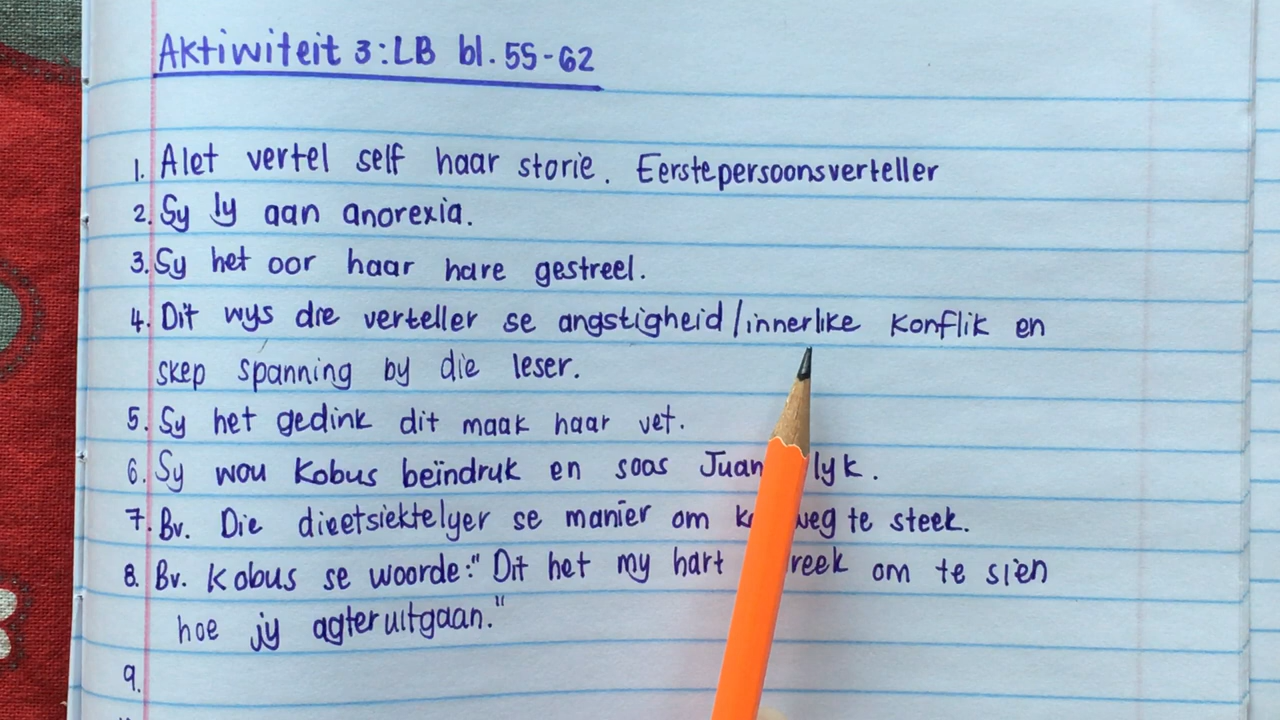 Aktiwiteit 3: LB bl. 55-62
1. Alet vertel self haar storie. Eerstepersoonsverteller
2. Sy ly aan anorexia.
3. Sy het oor haar hare gestreel.
4. Dit wys die verteller se angstigheid/innerlike konflik en
skep spanning by die leser.
5. Sy het gedink dit maak haar vet.
6. Sy wou Kobus beïndruk en soos Juan lyk.
7. Bv. Die dieetsiektelyer se manier om weg te steek.
8. Bv. Kobus se woorde: "Dit het my hart om te sien
hoe jy agteruitgaan."
9.